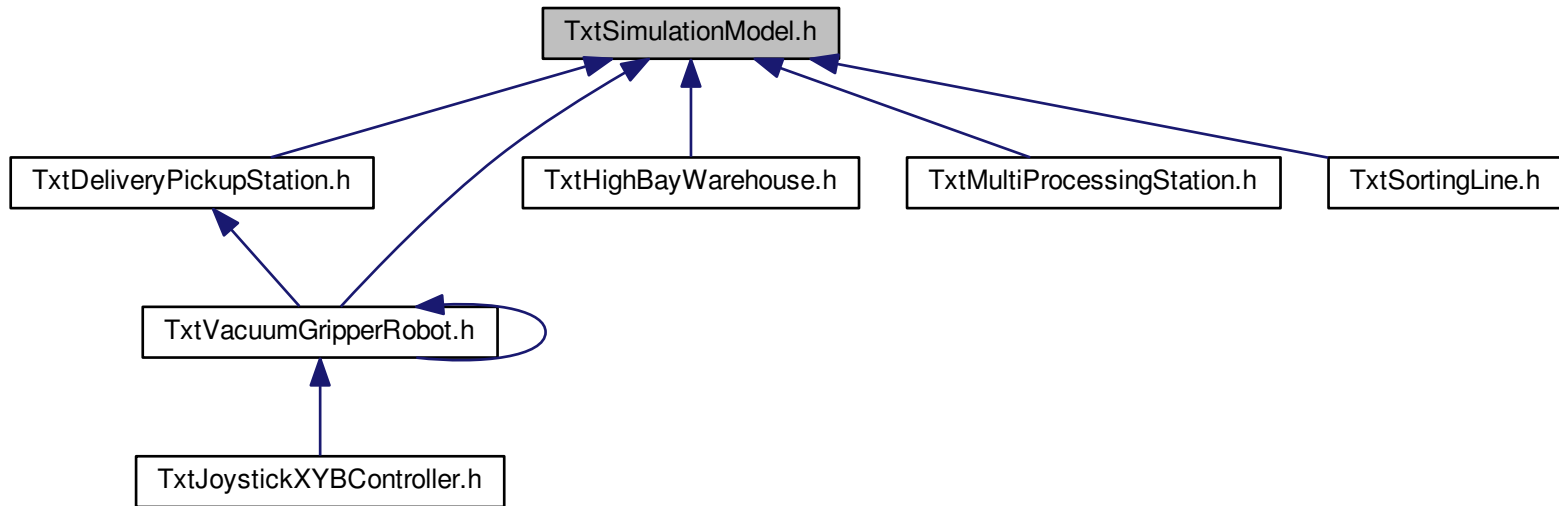 TxtSimulationModel.h
TxtDeliveryPickupStation.h
TxtHighBayWarehouse.h
TxtMultiProcessingStation.h
TxtSortingLine.h
TxtVacuumGripperRobot.h
TxtJoystickXYBController.h